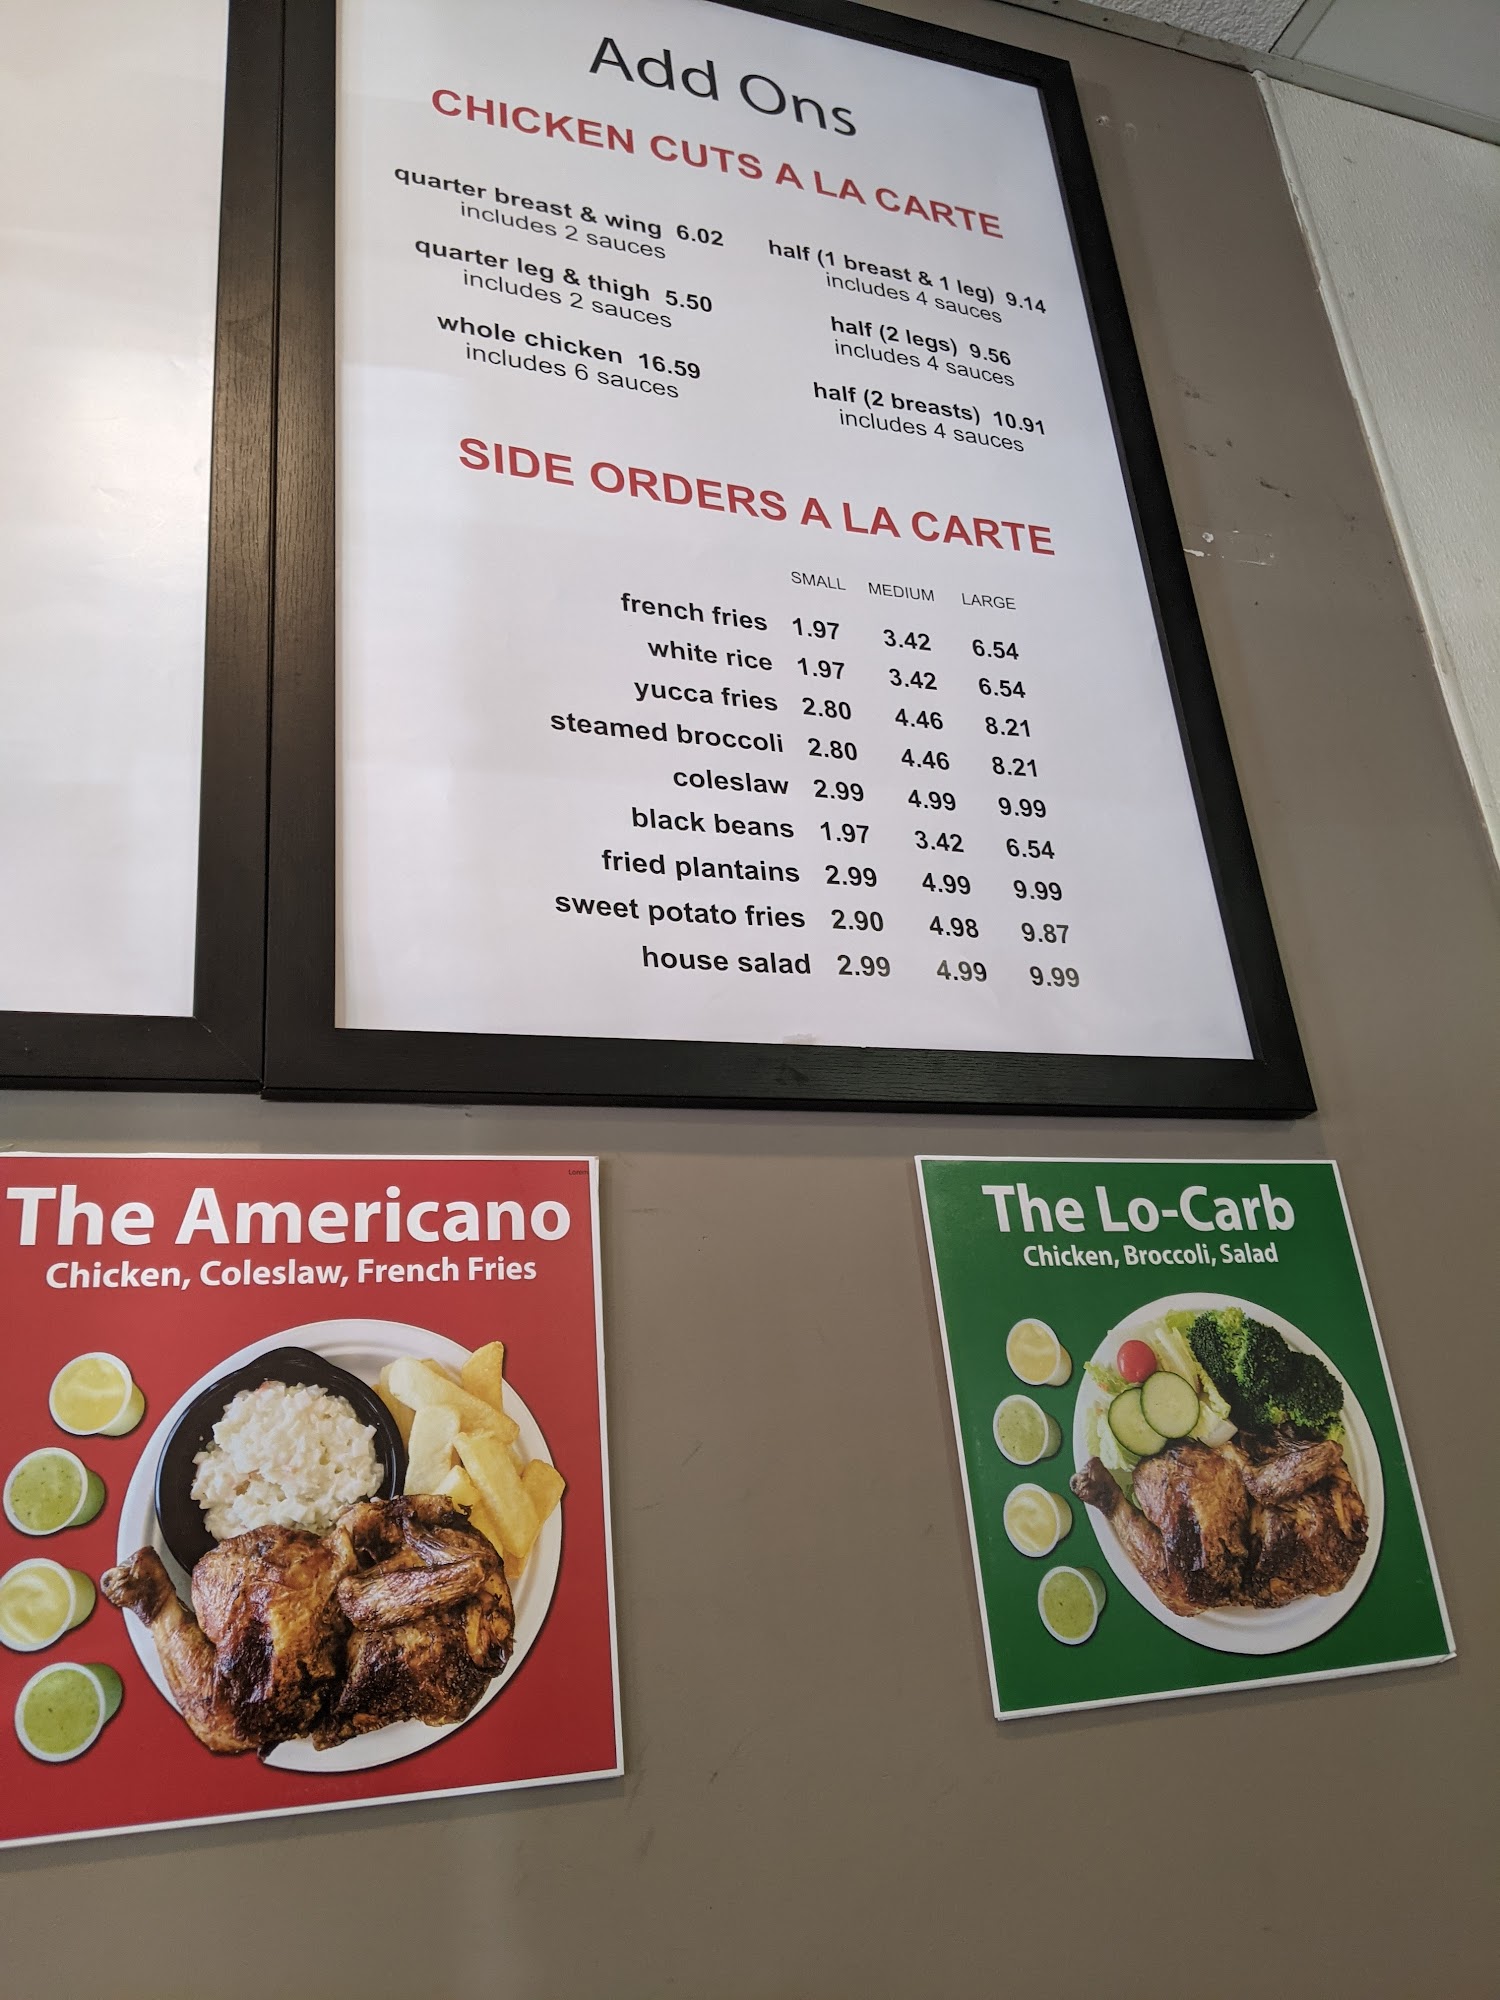 Add Ons
CHICKEN CUTS A LA CARTE
quarter breast & wing 6.02
includes 2 sauces
quarter leg & thigh 5.50
includes 2 sauces
whole chicken 16.59
includes 6 sauces
half (1 breast & 1 leg) 9.14
includes 4 sauces
half (2 legs) 9.56
includes 4 sauces
half (2 breasts) 10.91
includes 4 sauces
SIDE ORDERS A LA CARTE
SMALL MEDIUM LARGE
french fries 1.97 3.42 6.54
white rice 1.97 3.42 6.54
yucca fries 2.80 4.46 8.21
steamed broccoli 2.80 4.46 8.21
coleslaw 2.99 4.99 9.99
black beans 1.97 3.42 6.54
fried plantains 2.99 4.99 9.99
sweet potato fries 2.90 4.98 9.87
house salad 2.99 4.99 9.99
The Americano
Chicken, Coleslaw, French Fries
The Lo-Carb
Chicken, Broccoli, Salad